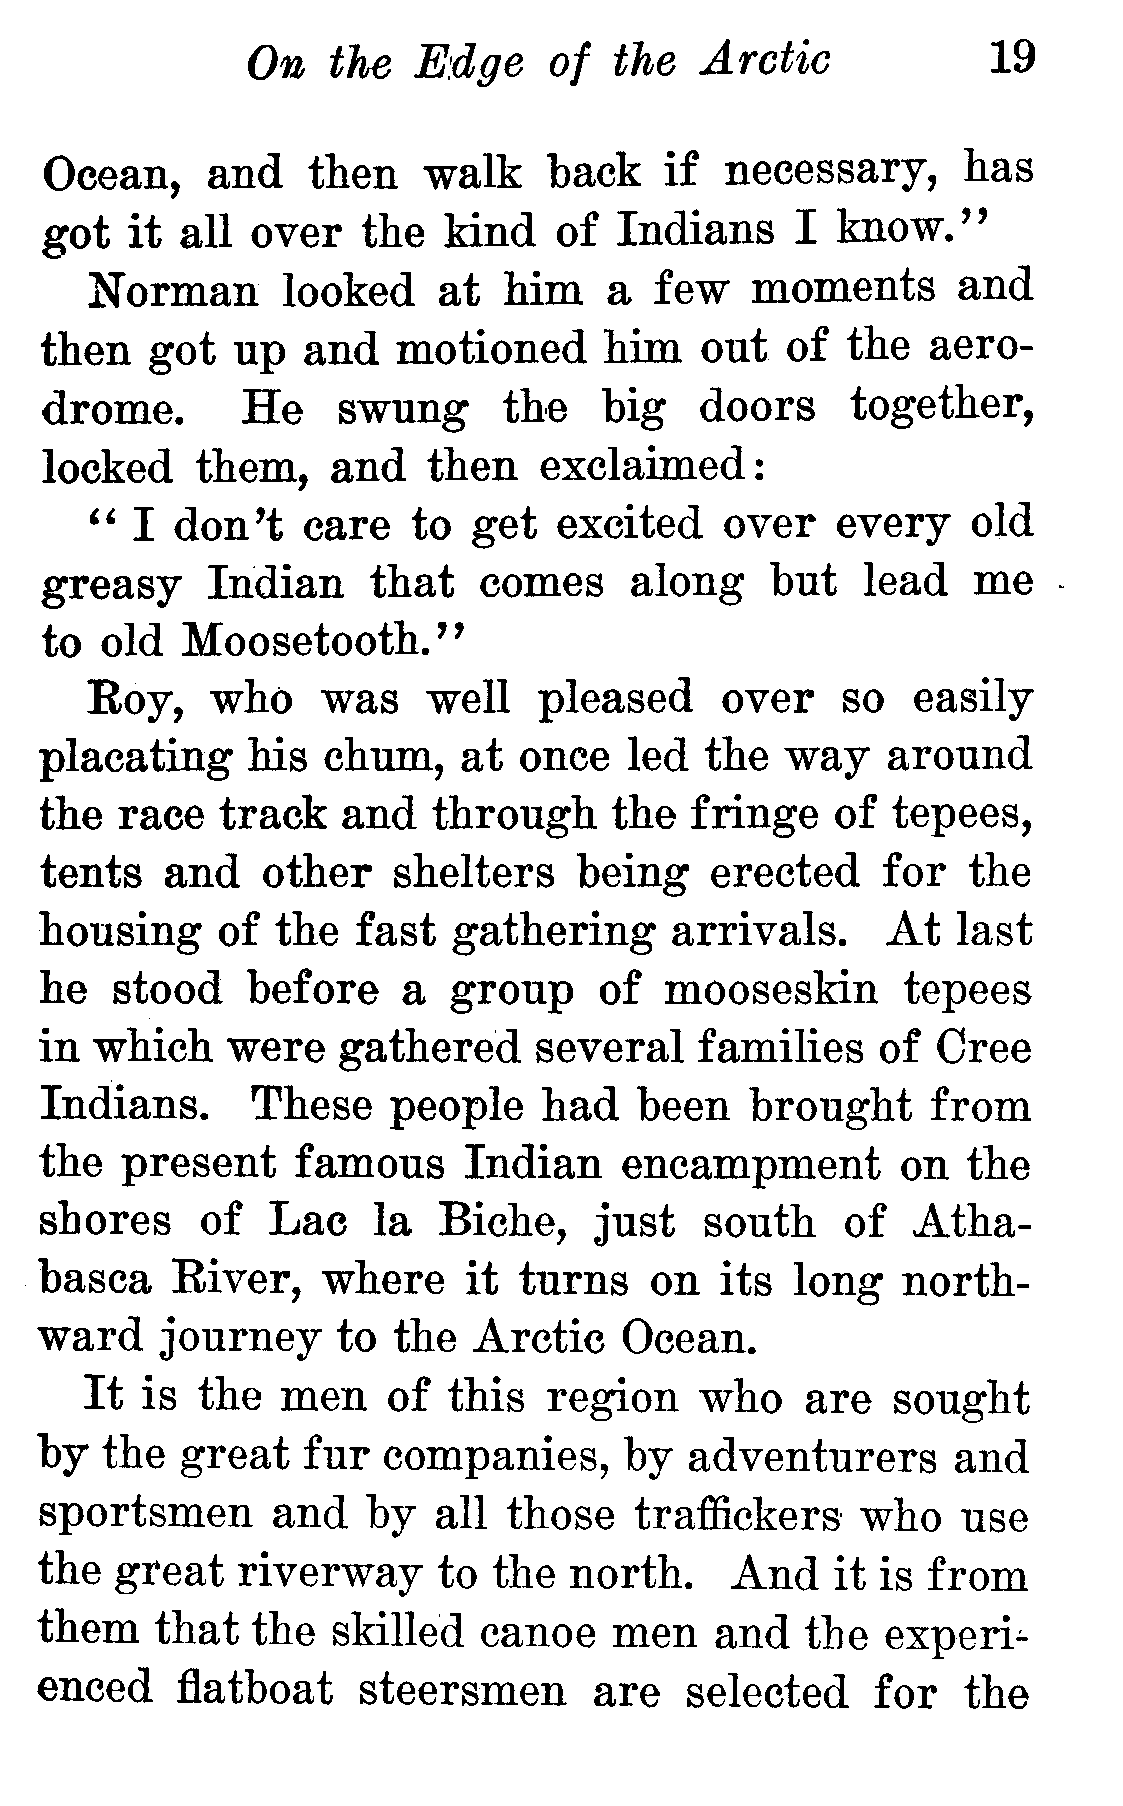 On the Edge of the Arctic 19
Ocean, and then walk back if necessary, has
got it all over the kind of Indians I know.”
Norman looked at him a few moments and
then got up and motioned him out of the aero-
drome. He swung the big doors together,
locked them, and then exclaimed:
“I don’t care to get excited over every old
greasy Indian that comes along but lead me
to old Moosetooth.”
Roy, who was well pleased over so easily
placating his chum, at once led the way around
the race track and through the fringe of tepees,
tents and other shelters being erected for the
housing of the fast gathering arrivals. At last
he stood before a group of mooseskin tepees
in which were gathered several families of Cree
Indians. These people had been brought from
the present famous Indian encampment on the
shores of Lac la Biche, just south of Atha-
basca River, where it turns on its long north-
ward journey to the Arctic Ocean.
It is the men of this region who are sought
by the great fur companies, by adventurers and
sportsmen and by all those traffickers who use
the great riverway to the north. And it is from
them that the skilled canoe men and the experi-
enced flatboat steersmen are selected for the